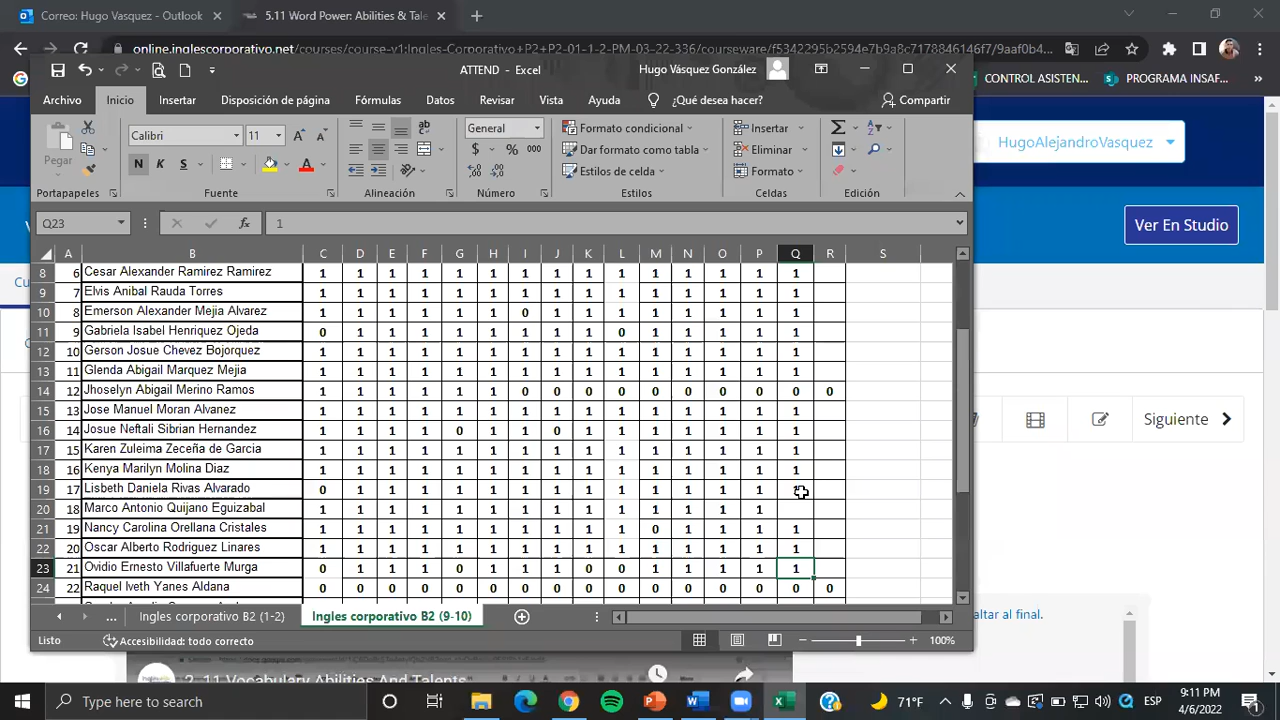 Correo: Hugo Vasquez - Outlook
5.11 Word Power: Abilities & Tale
online.inglescorporativo.net/courses/course-v1:Ingles-Corporativo+P2+P2-01-1-2-PM-03-22-336/courseware/f5342295b2594e7b9a8c7178846146f7/9aaf0b4...
CONTROL ASISTEN...
PROGRAMA INSAF...
ATTEND - Excel
Hugo Vásquez González
Archivo Inicio Insertar Disposición de página Fórmulas Datos Revisar Vista Ayuda ¿Qué desea hacer? Compartir
Pegar
Calibri 11
General
N K S
$ % 000
Formato condicional
Dar formato como tabla
Estilos de celda
Insertar
Eliminar
Formato
Portapapeles Fuente Alineación Número Estilos Celdas Edición
HugoAlejandroVasquez
Ver En Studio
Q23 fx 1
A B C D E F G H I J K L M N O P Q R S
8 6 Cesar Alexander Ramirez Ramirez 1 1 1 1 1 1 1 1 1 1 1 1 1 1 1
9 7 Elvis Anibal Rauda Torres 1 1 1 1 1 1 1 1 1 1 1 1 1 1 1
10 8 Emerson Alexander Mejia Alvarez 1 1 1 1 1 1 0 1 1 1 1 1 1 1 1
11 9 Gabriela Isabel Henriquez Ojeda 0 1 1 1 1 1 1 1 1 0 1 1 1 1 1
12 10 Gerson Josue Chevez Bojorquez 1 1 1 1 1 1 1 1 1 1 1 1 1 1 1
13 11 Glenda Abigail Marquez Mejia 1 1 1 1 1 1 1 1 1 1 1 1 1 1 1
14 12 Jhoselyn Abigail Merino Ramos 1 1 1 1 1 1 0 0 0 0 0 0 0 0 0 0
15 13 Jose Manuel Moran Alvanez 1 1 1 1 1 1 1 1 1 1 1 1 1 1 1
16 14 Josue Neftali Sibrian Hernandez 1 1 1 1 0 1 1 0 1 1 1 1 1 1 1
17 15 Karen Zuleima Zeceña de Garcia 1 1 1 1 1 1 1 1 1 1 1 1 1 1 1
18 16 Kenya Marilyn Molina Diaz 1 1 1 1 1 1 1 1 1 1 1 1 1 1 1
19 17 Lisbeth Daniela Rivas Alvarado 0 1 1 1 1 1 1 1 1 1 1 1 1 1
20 18 Marco Antonio Quijano Eguizabal 1 1 1 1 1 1 1 1 1 1 1 1 1 1
21 19 Nancy Carolina Orellana Cristales 1 1 1 1 1 1 1 1 1 1 0 1 1 1 1
22 20 Oscar Alberto Rodriguez Linares 1 1 1 1 1 1 1 1 1 1 1 1 1 1 1
23 21 Ovidio Ernesto Villafuerte Murga 0 1 1 1 0 1 1 1 0 0 1 1 1 1 1
24 22 Raquel Iveth Yanes Aldana 0 0 0 0 0 0 0 0 0 0 0 0 0 0 0 0
Siguiente
altar al final.
... Ingles corporativo B2 (1-2) Ingles corporativo B2 (9-10)
Listo Accesibilidad: todo correcto 100%
2. 11 Vocabulary Abilities And Talents
Type here to search
71°F
ESP
9:11 PM
4/6/2022